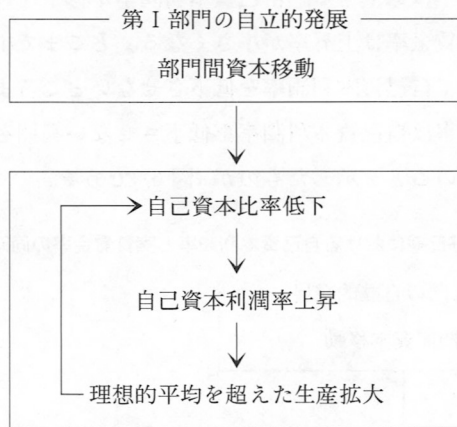 第Ⅰ部門の自立的発展
部門間資本移動
自己資本比率低下
自己資本利潤率上昇
理想的平均を超えた生産拡大